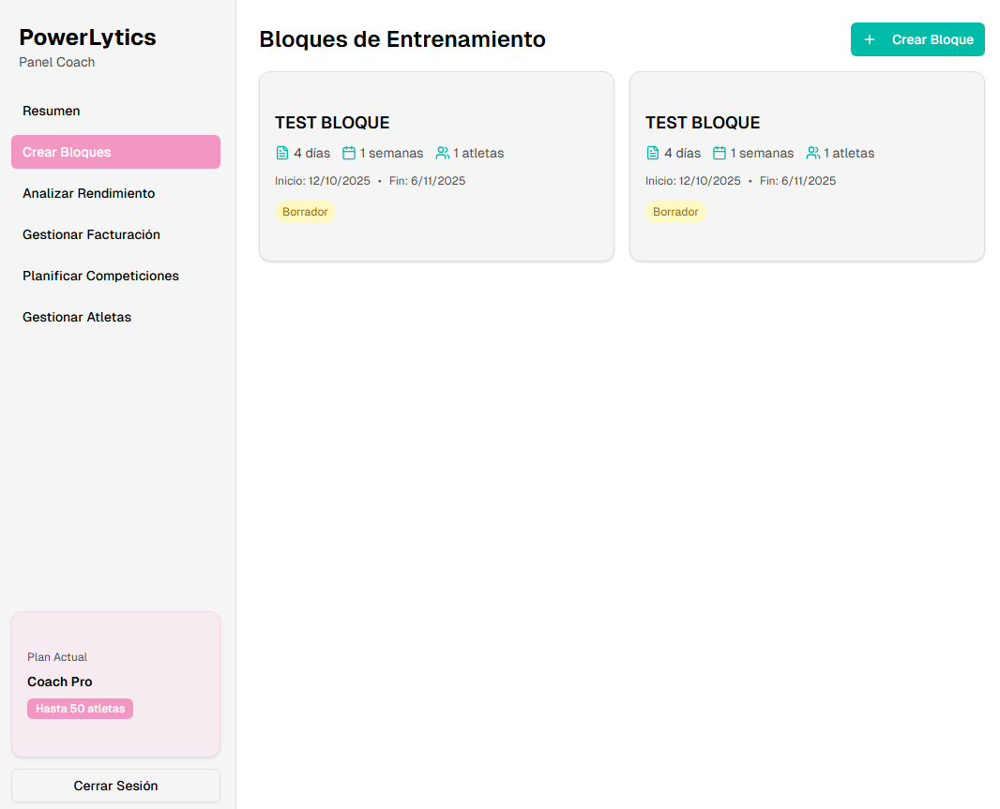 PowerLytics
Panel Coach
Resumen
Crear Bloques
Analizar Rendimiento
Gestionar Facturación
Planificar Competiciones
Gestionar Atletas
Plan Actual
Coach Pro
Hasta 50 atletas
Cerrar Sesión
Bloques de Entrenamiento
+ Crear Bloque
TEST BLOQUE
4 días 1 semanas 1 atletas
Inicio: 12/10/2025 • Fin: 6/11/2025
Borrador
TEST BLOQUE
4 días 1 semanas 1 atletas
Inicio: 12/10/2025 • Fin: 6/11/2025
Borrador